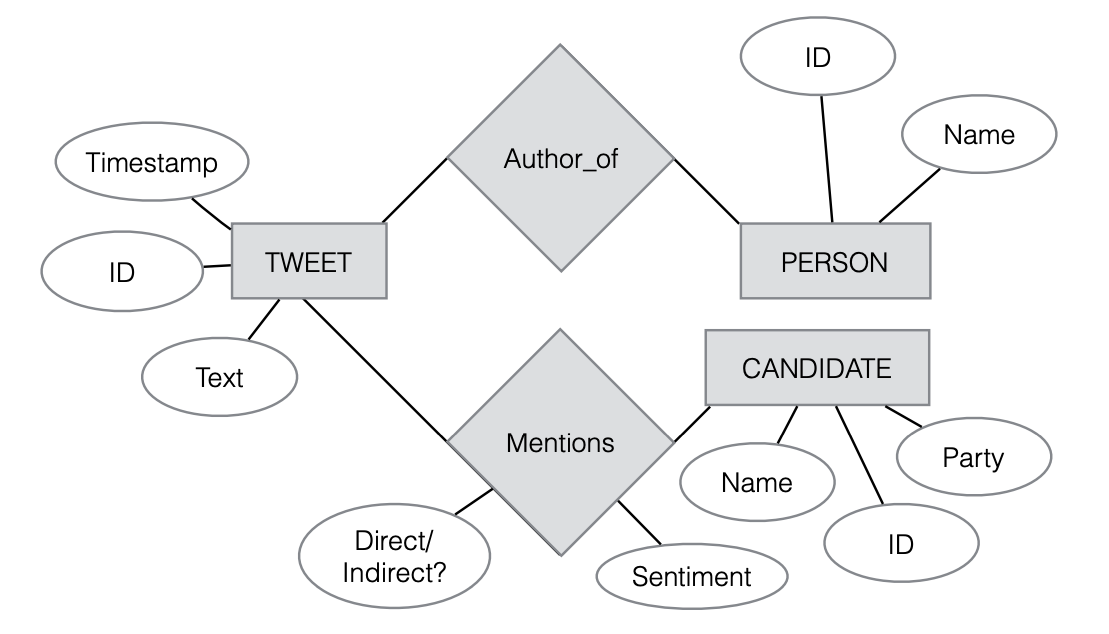 ID
Name
Author_of
Timestamp
ID
TWEET
PERSON
Text
CANDIDATE
Mentions
Name
Party
Direct/
Indirect?
ID
Sentiment